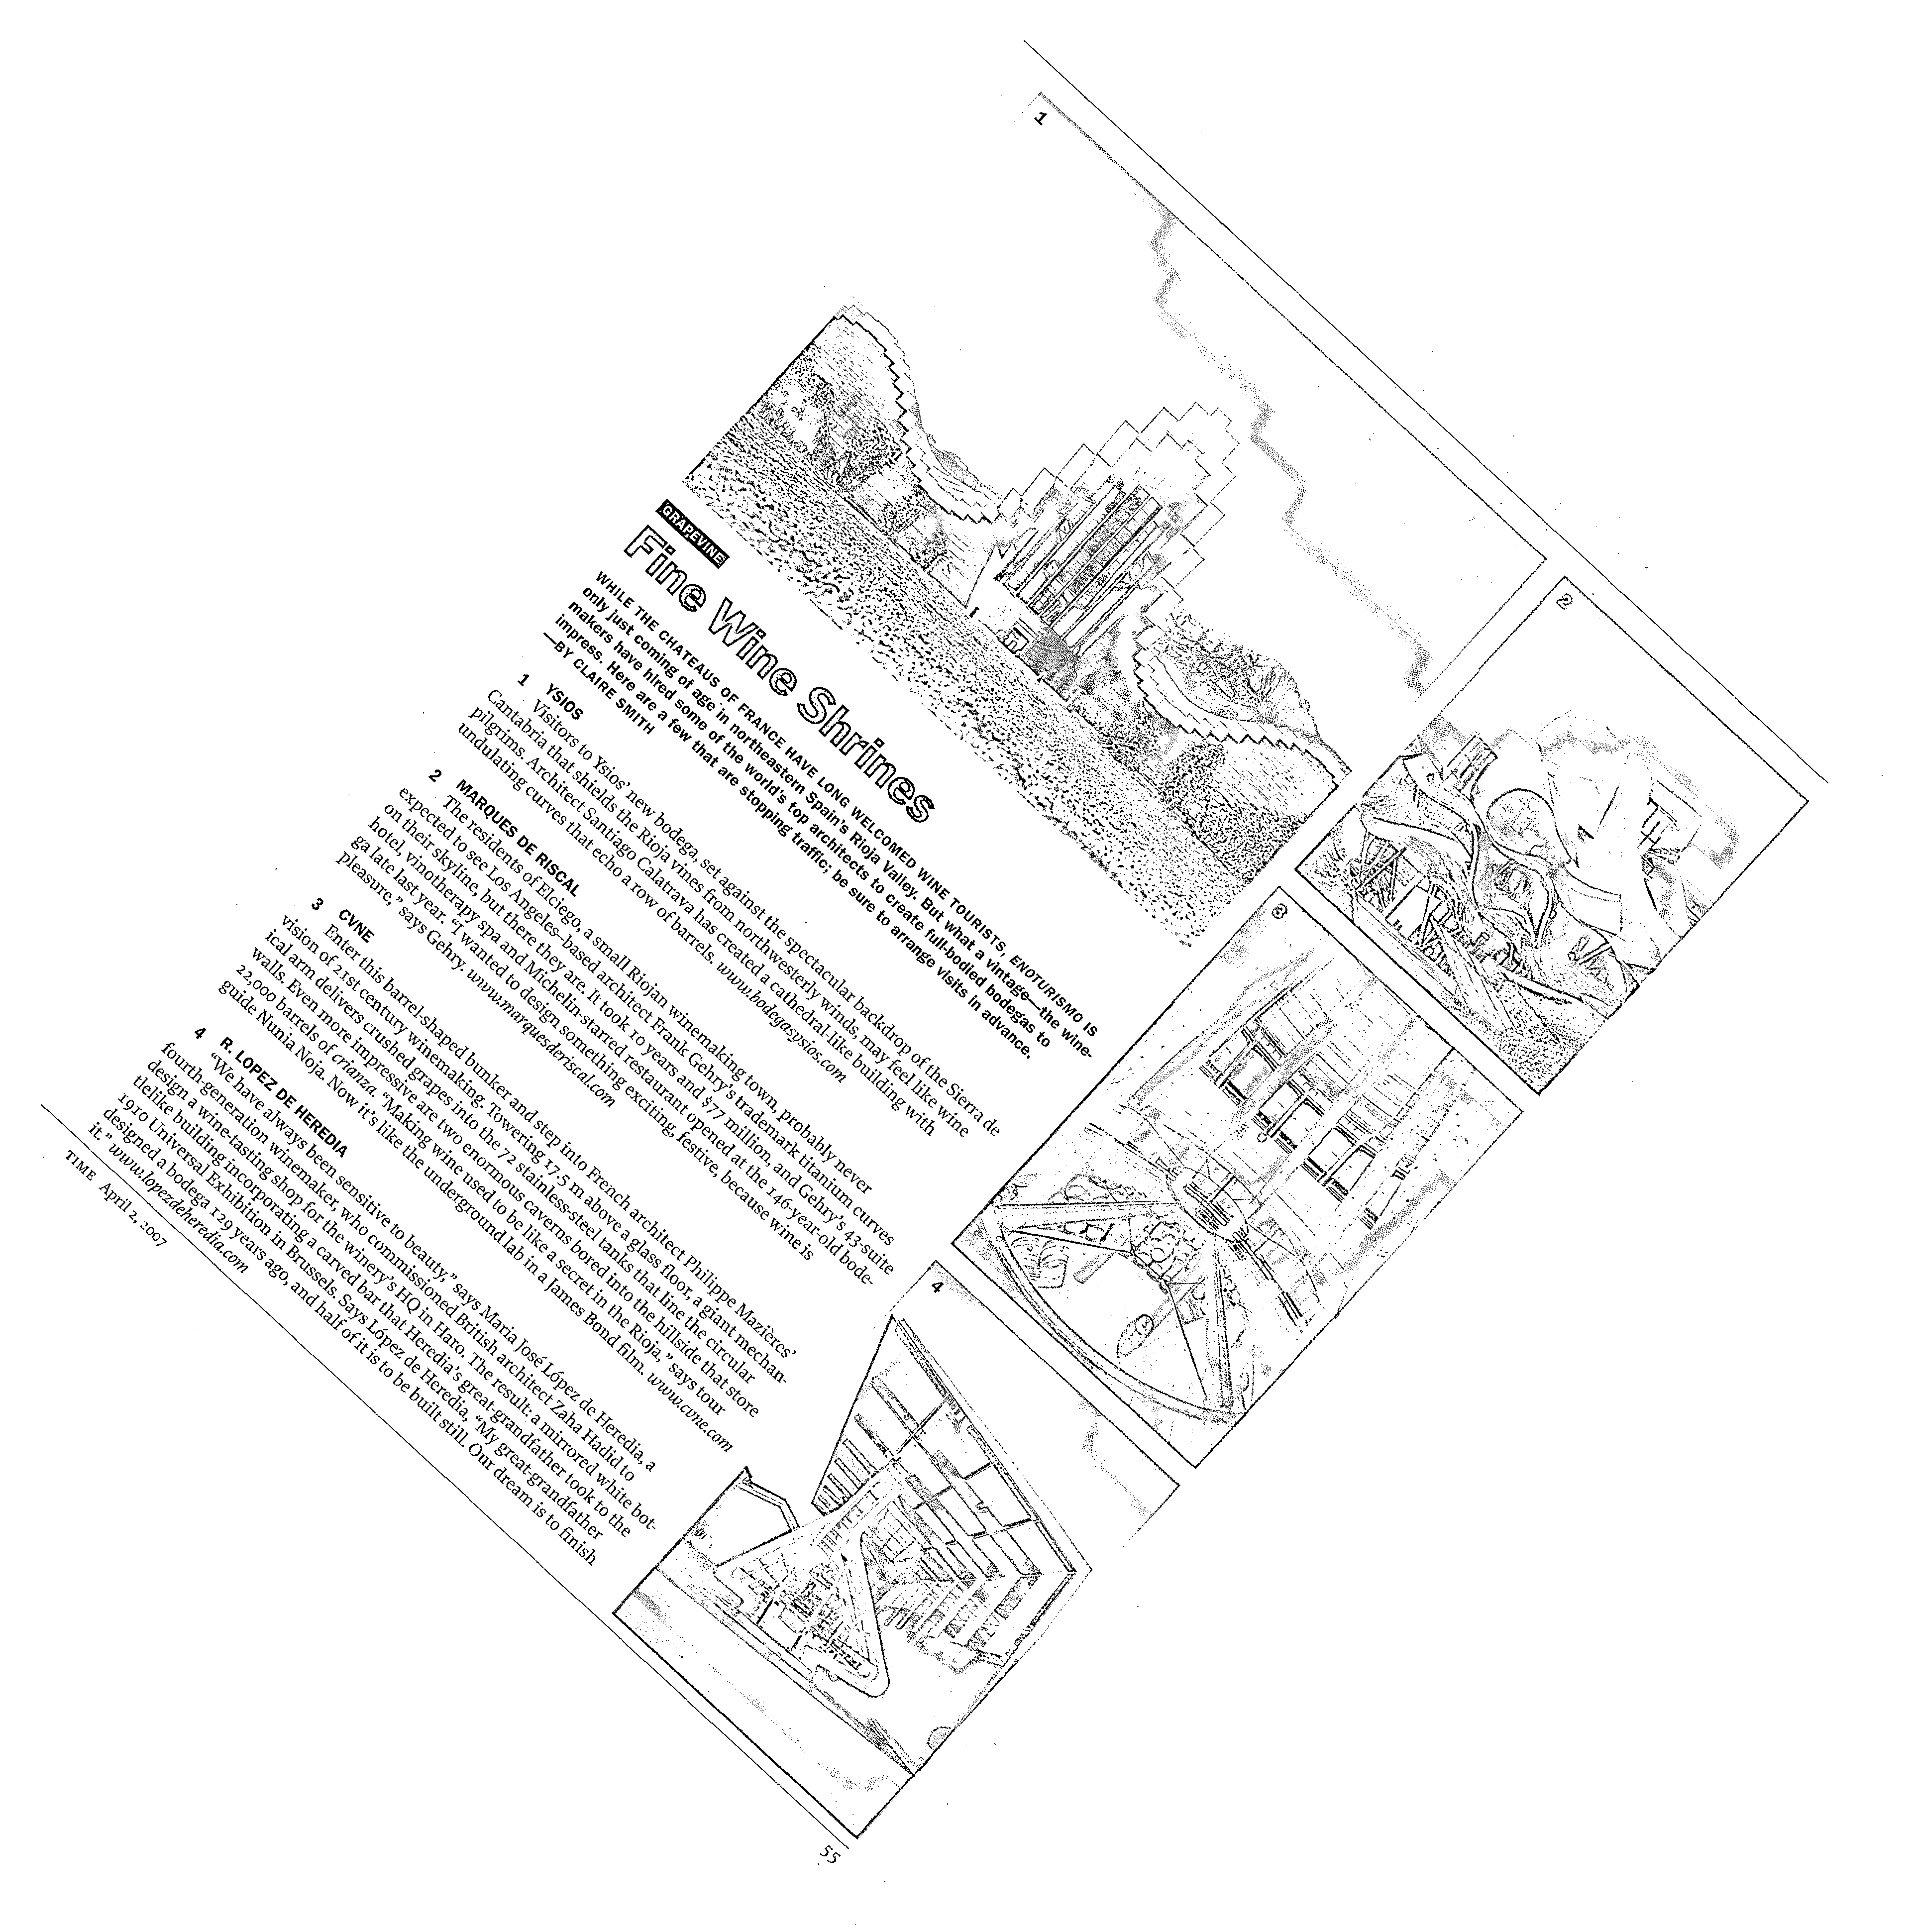 1
2
3
4
GRAPEVINE
Fine Wine Shrines
WHILE THE CHATEAUS OF FRANCE HAVE LONG WELCOMED WINE TOURISTS, ENOTURISMO IS
only just coming of age in northeastern Spain's Rioja Valley. But what a vintage—the wine-
makers have hired some of the world's top architects to create full-bodied bodegas to
impress. Here are a few that are stopping traffic; be sure to arrange visits in advance.
—BY CLAIRE SMITH
1 YSIOS
Visitors to Ysios' new bodega, set against the spectacular backdrop of the Sierra de
Cantabria that shields the Rioja vines from northwesterly winds, may feel like wine
pilgrims. Architect Santiago Calatrava has created a cathedral-like building with
undulating curves that echo a row of barrels. www.bodegasysios.com
2 MARQUES DE RISCAL
The residents of Elciego, a small Riojan winemaking town, probably never
expected to see Los Angeles–based architect Frank Gehry's trademark titanium curves
on their skyline, but there they are. It took 10 years and $77 million, and Gehry's 43-suite
hotel, vinotherapy spa and Michelin-starred restaurant opened at the 146-year-old bode-
ga late last year. “I wanted to design something exciting, festive, because wine is
pleasure,” says Gehry. www.marquesderiscal.com
3 CVNE
Enter this barrel-shaped bunker and step into French architect Philippe Mazières'
vision of 21st century winemaking. Towering 17.5 m above a glass floor, a giant mechan-
ical arm delivers crushed grapes into the 72 stainless-steel tanks that line the circular
walls. Even more impressive are two enormous caverns bored into the hillside that store
22,000 barrels of crianza. “Making wine used to be like a secret in the Rioja,” says tour
guide Nunia Noja. Now it's like the underground lab in a James Bond film. www.cvne.com
4 R. LOPEZ DE HEREDIA
“We have always been sensitive to beauty,” says Maria José López de Heredia, a
fourth-generation winemaker, who commissioned British architect Zaha Hadid to
design a wine-tasting shop for the winery's HQ in Haro. The result: a mirrored white bot-
tlelike building incorporating a carved bar that Heredia's great-grandfather took to the
1910 Universal Exhibition in Brussels. Says López de Heredia, “My great-grandfather
designed a bodega 129 years ago, and half of it is to be built still. Our dream is to finish
it.” www.lopezdeheredia.com
TIME April 2, 2007
55